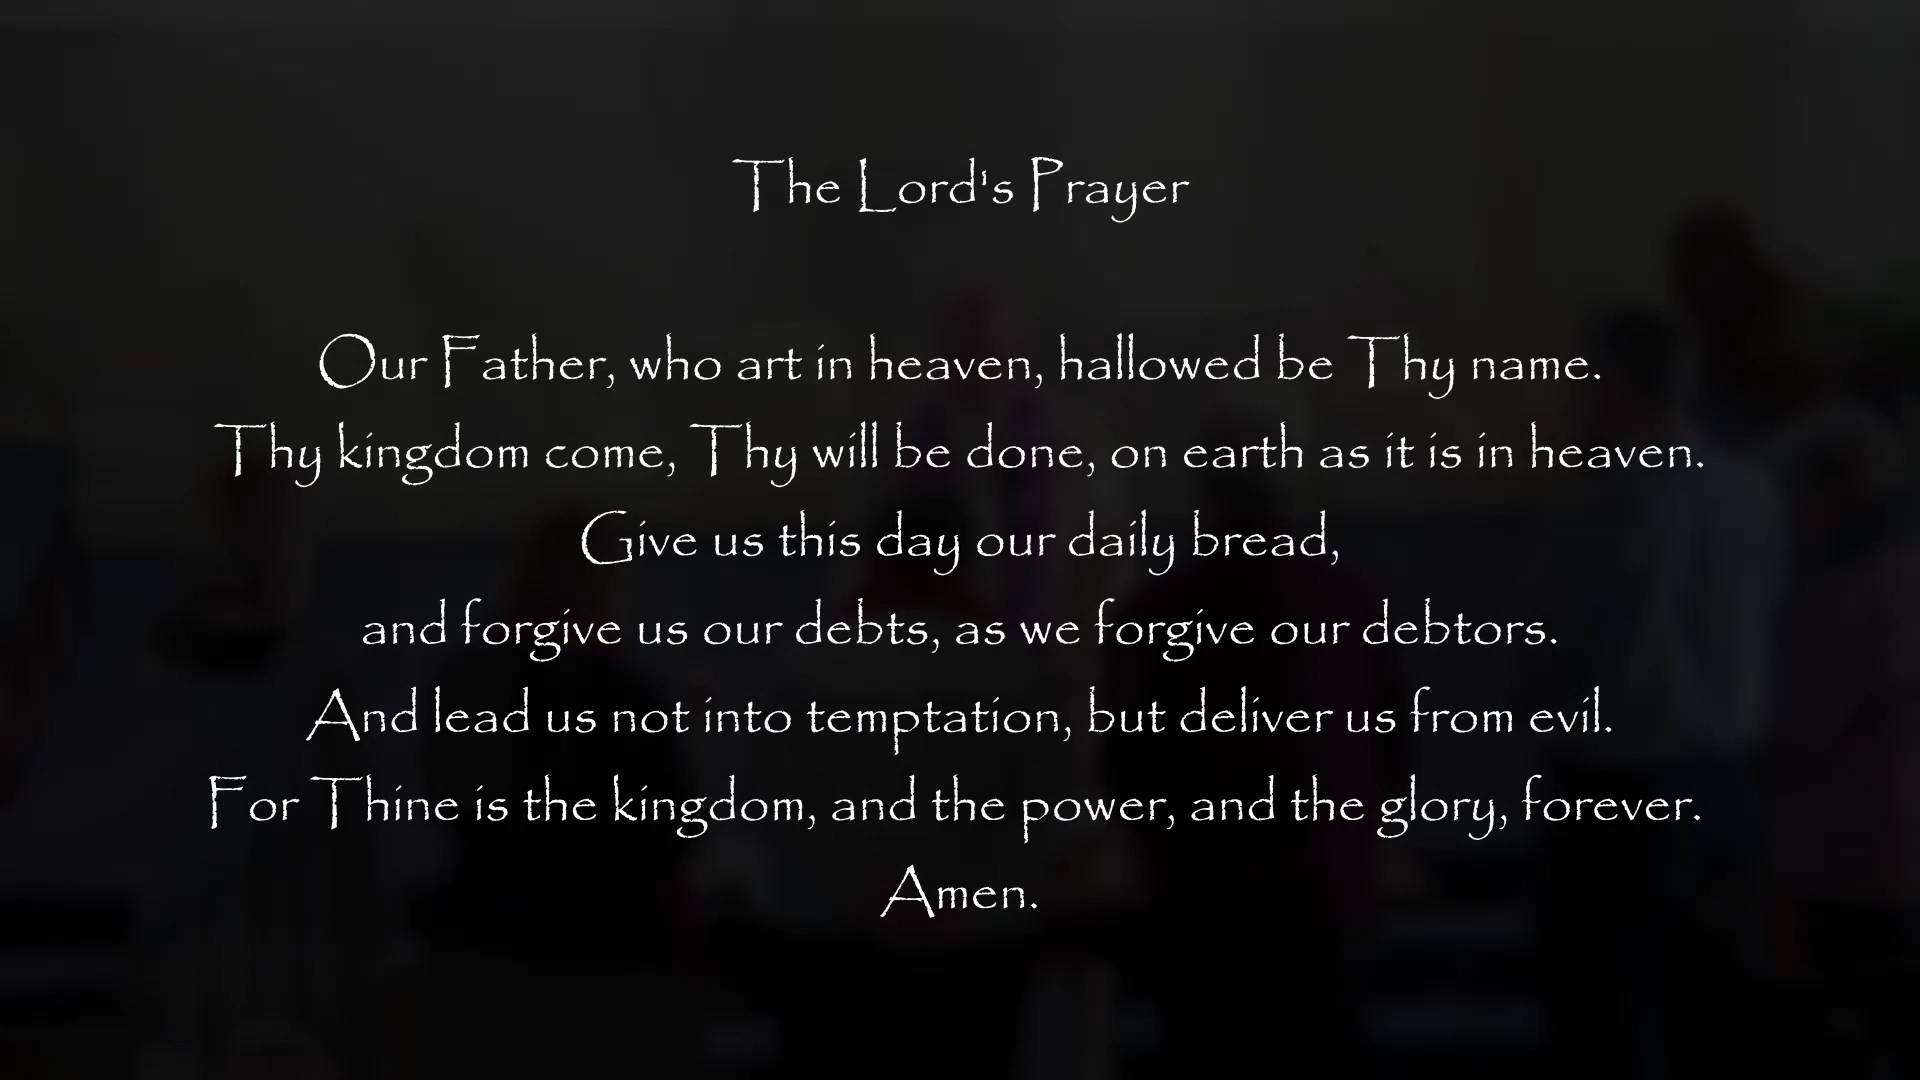 The Lord's Prayer
Our Father, who art in heaven, hallowed be Thy name.
Thy kingdom come, Thy will be done, on earth as it is in heaven.
Give us this day our daily bread,
and forgive us our debts, as we forgive our debtors.
And lead us not into temptation, but deliver us from evil.
For Thine is the kingdom, and the power, and the glory, forever.
Amen.